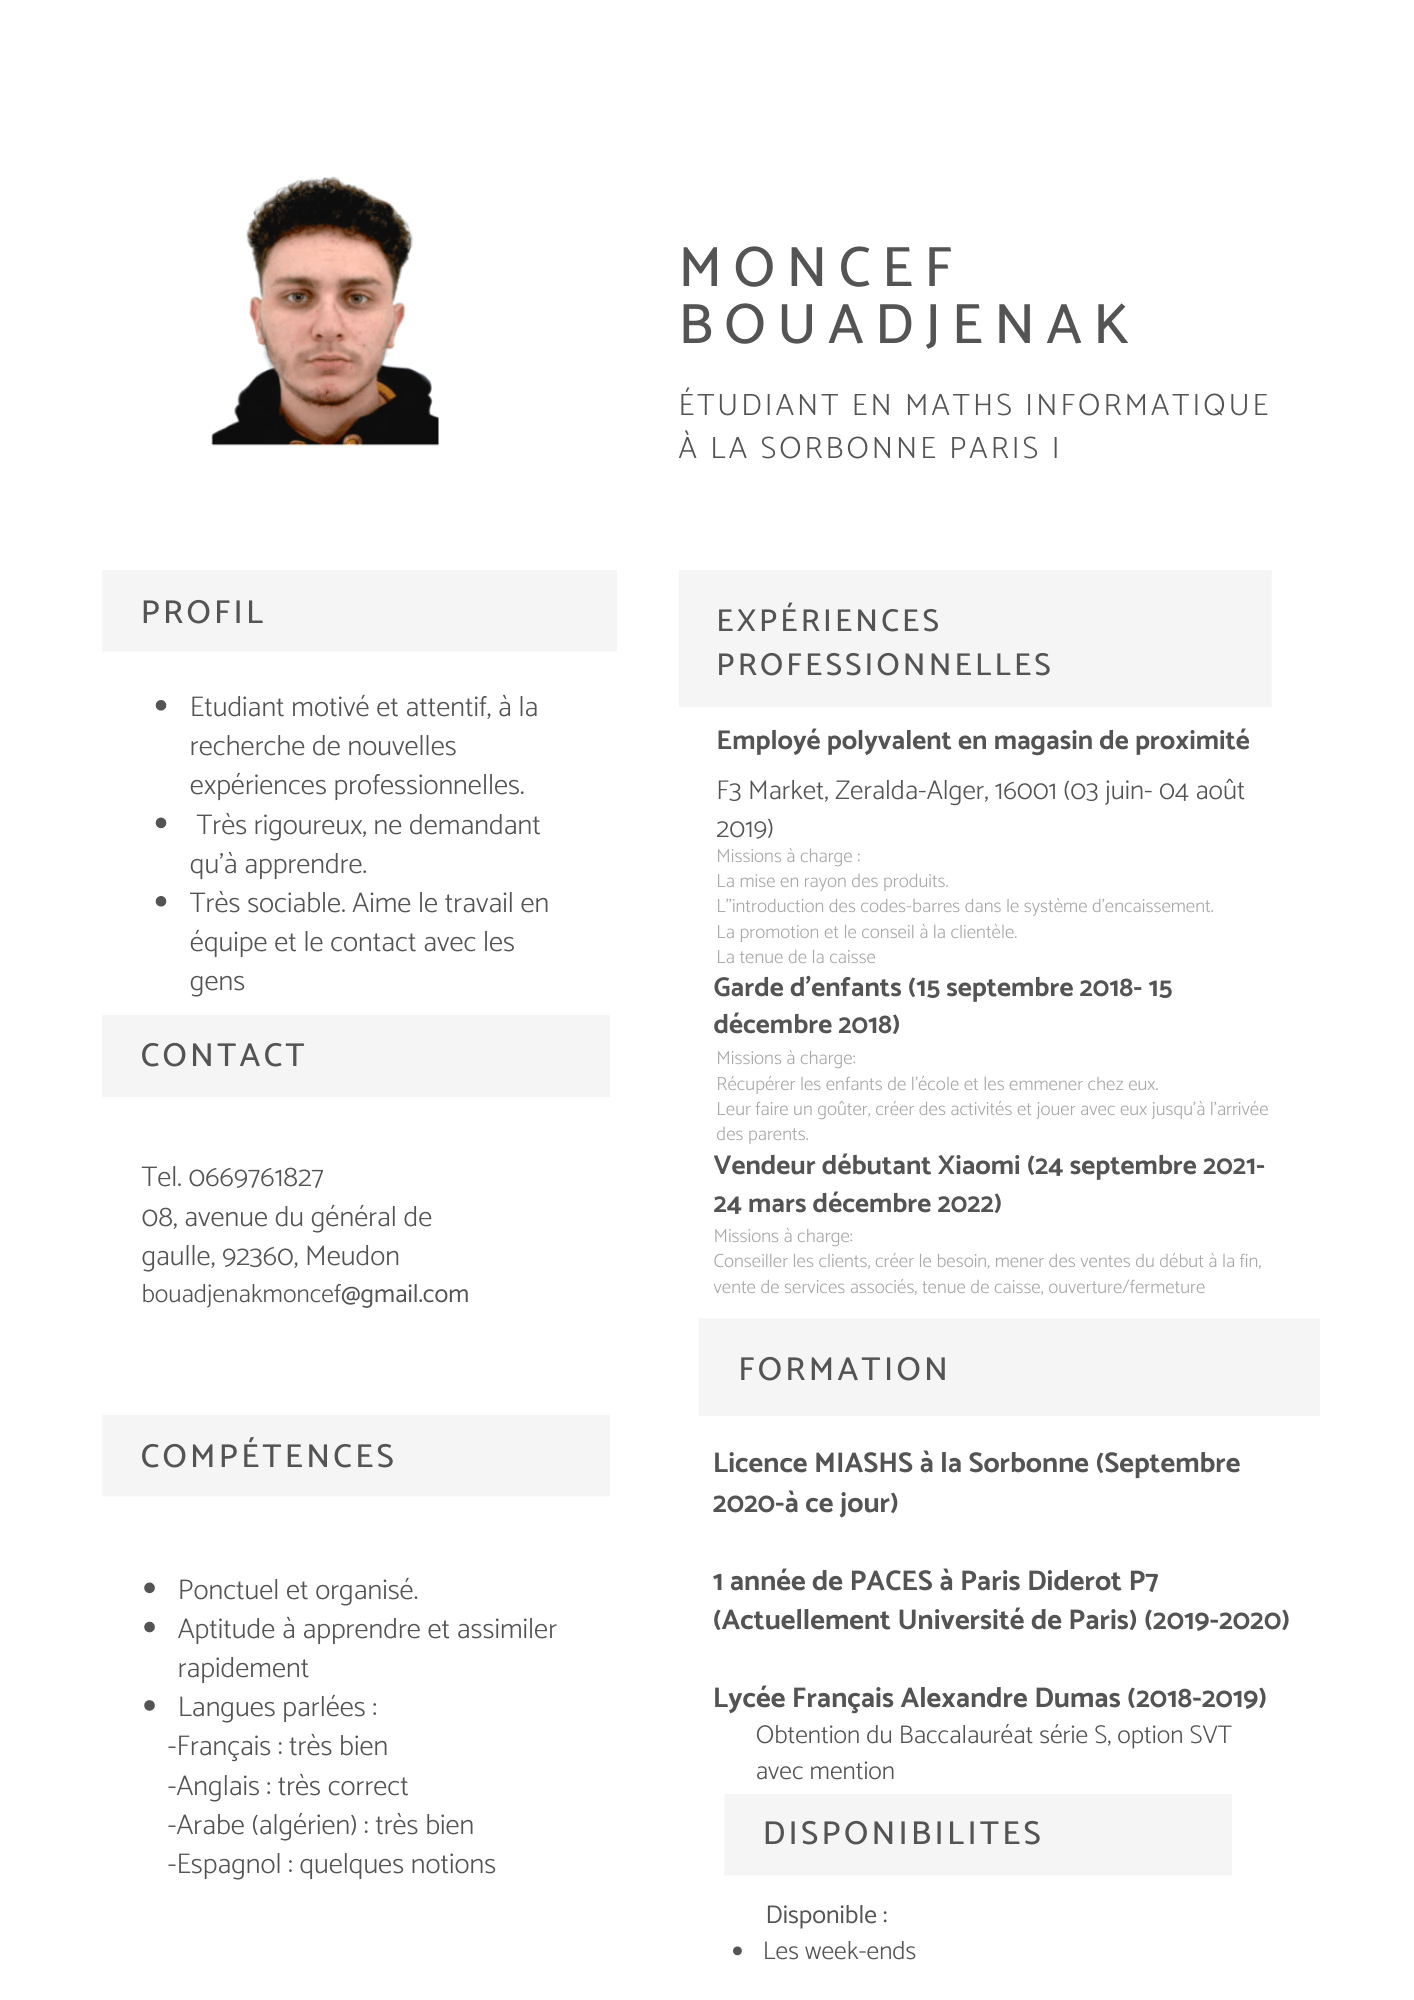 MONCEF
BOUADJENAK
ÉTUDIANT EN MATHS INFORMATIQUE
À LA SORBONNE PARIS I
PROFIL
• Etudiant motivé et attentif, à la
recherche de nouvelles
expériences professionnelles.
• Très rigoureux, ne demandant
qu'à apprendre.
• Très sociable. Aime le travail en
équipe et le contact avec les
gens
CONTACT
Tel. 0669761827
08, avenue du général de
gaulle, 92360, Meudon
bouadjenakmoncef@gmail.com
COMPÉTENCES
• Ponctuel et organisé.
• Aptitude à apprendre et assimiler
rapidement
• Langues parlées :
-Français : très bien
-Anglais : très correct
-Arabe (algérien) : très bien
-Espagnol : quelques notions
EXPÉRIENCES
PROFESSIONNELLES
Employé polyvalent en magasin de proximité
F3 Market, Zeralda-Alger, 16001 (03 juin- 04 août
2019)
Missions à charge :
La mise en rayon des produits.
L''introduction des codes-barres dans le système d'encaissement.
La promotion et le conseil à la clientèle.
La tenue de la caisse
Garde d'enfants (15 septembre 2018- 15
décembre 2018)
Missions à charge:
Récupérer les enfants de l'école et les emmener chez eux.
Leur faire un goûter, créer des activités et jouer avec eux jusqu'à l'arrivée
des parents.
Vendeur débutant Xiaomi (24 septembre 2021-
24 mars décembre 2022)
Missions à charge:
Conseiller les clients, créer le besoin, mener des ventes du début à la fin,
vente de services associés, tenue de caisse, ouverture/fermeture
FORMATION
Licence MIASHS à la Sorbonne (Septembre
2020-à ce jour)
1 année de PACES à Paris Diderot P7
(Actuellement Université de Paris) (2019-2020)
Lycée Français Alexandre Dumas (2018-2019)
Obtention du Baccalauréat série S, option SVT
avec mention
DISPONIBILITES
Disponible :
• Les week-ends